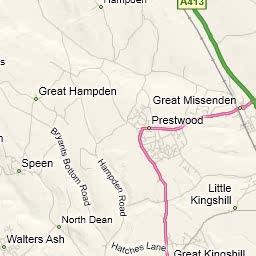 Hampden
A413
Great Hampden
Great Missenden
Prestwood
Bryants Bottom Road
Speen
Hampden Road
Little
Kingshill
North Dean
Walters Ash
Hatches Lane
Great Kingshill